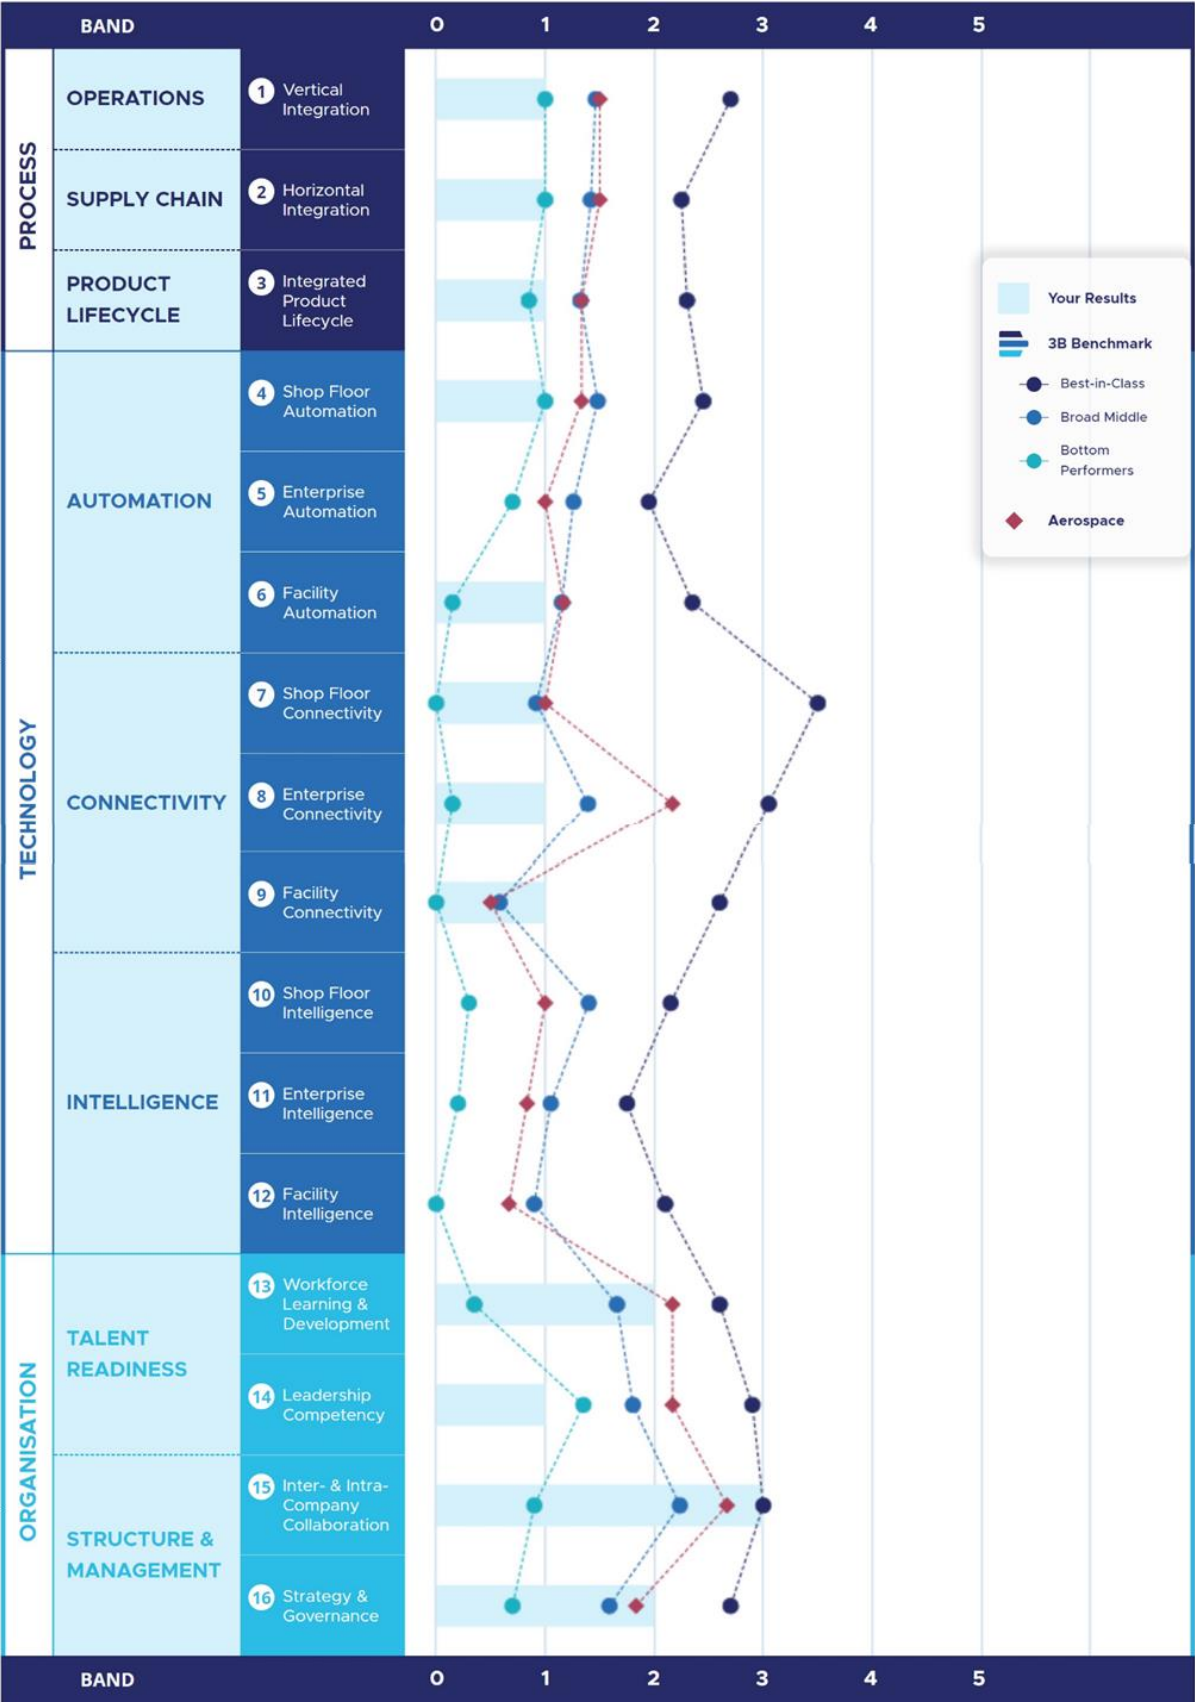 BAND 0 1 2 3 4 5
PROCESS
OPERATIONS
1 Vertical
Integration
SUPPLY CHAIN
2 Horizontal
Integration
PRODUCT
LIFECYCLE
3 Integrated
Product
Lifecycle
TECHNOLOGY
AUTOMATION
4 Shop Floor
Automation
5 Enterprise
Automation
6 Facility
Automation
CONNECTIVITY
7 Shop Floor
Connectivity
8 Enterprise
Connectivity
9 Facility
Connectivity
INTELLIGENCE
10 Shop Floor
Intelligence
11 Enterprise
Intelligence
12 Facility
Intelligence
ORGANISATION
TALENT
READINESS
13 Workforce
Learning &
Development
14 Leadership
Competency
STRUCTURE &
MANAGEMENT
15 Inter- & Intra-
Company
Collaboration
16 Strategy &
Governance
Your Results
3B Benchmark
Best-in-Class
Broad Middle
Bottom
Performers
Aerospace
BAND 0 1 2 3 4 5